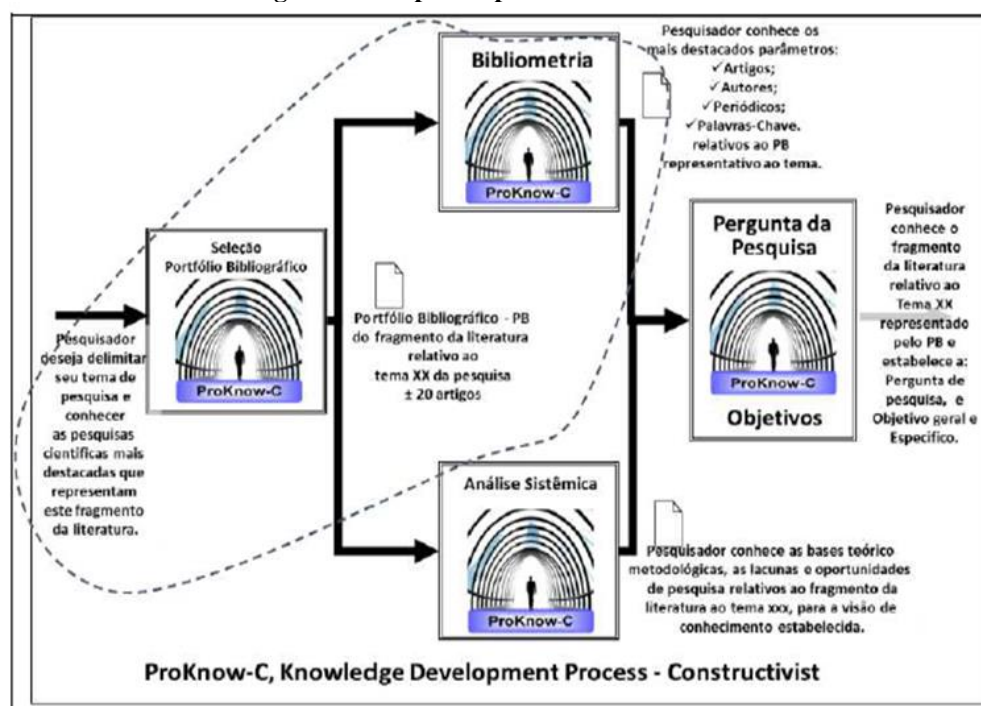 Bibliometria
ProKnow-C
Pesquisador conhece os
mais destacados parâmetros:
✓Artigos;
✓Autores;
✓Periódicos;
✓Palavras-Chave.
relativos ao PB
representativo ao tema.
Seleção
Portfólio Bibliográfico
ProKnow-C
Pesquisador
deseja delimitar
seu tema de
pesquisa e
conhecer
as pesquisas
cientificas mais
destacadas que
representam
este fragmento
da literatura.
Portfólio Bibliográfico - PB
do fragmento da literatura
relativo ao
tema XX da pesquisa
± 20 artigos
Pergunta da
Pesquisa
ProKnow-C
Objetivos
Pesquisador
conhece o
fragmento
da literatura
relativo ao
Tema XX
representado
pelo PB e
estabelece a:
Pergunta de
pesquisa, e
Objetivo geral e
Especifico.
Análise Sistêmica
ProKnow-C
Pesquisador conhece as bases teórico
metodológicas, as lacunas e oportunidades
de pesquisa relativos ao fragmento da
literatura ao tema xxx, para a visão de
conhecimento estabelecida.
ProKnow-C, Knowledge Development Process - Constructivist